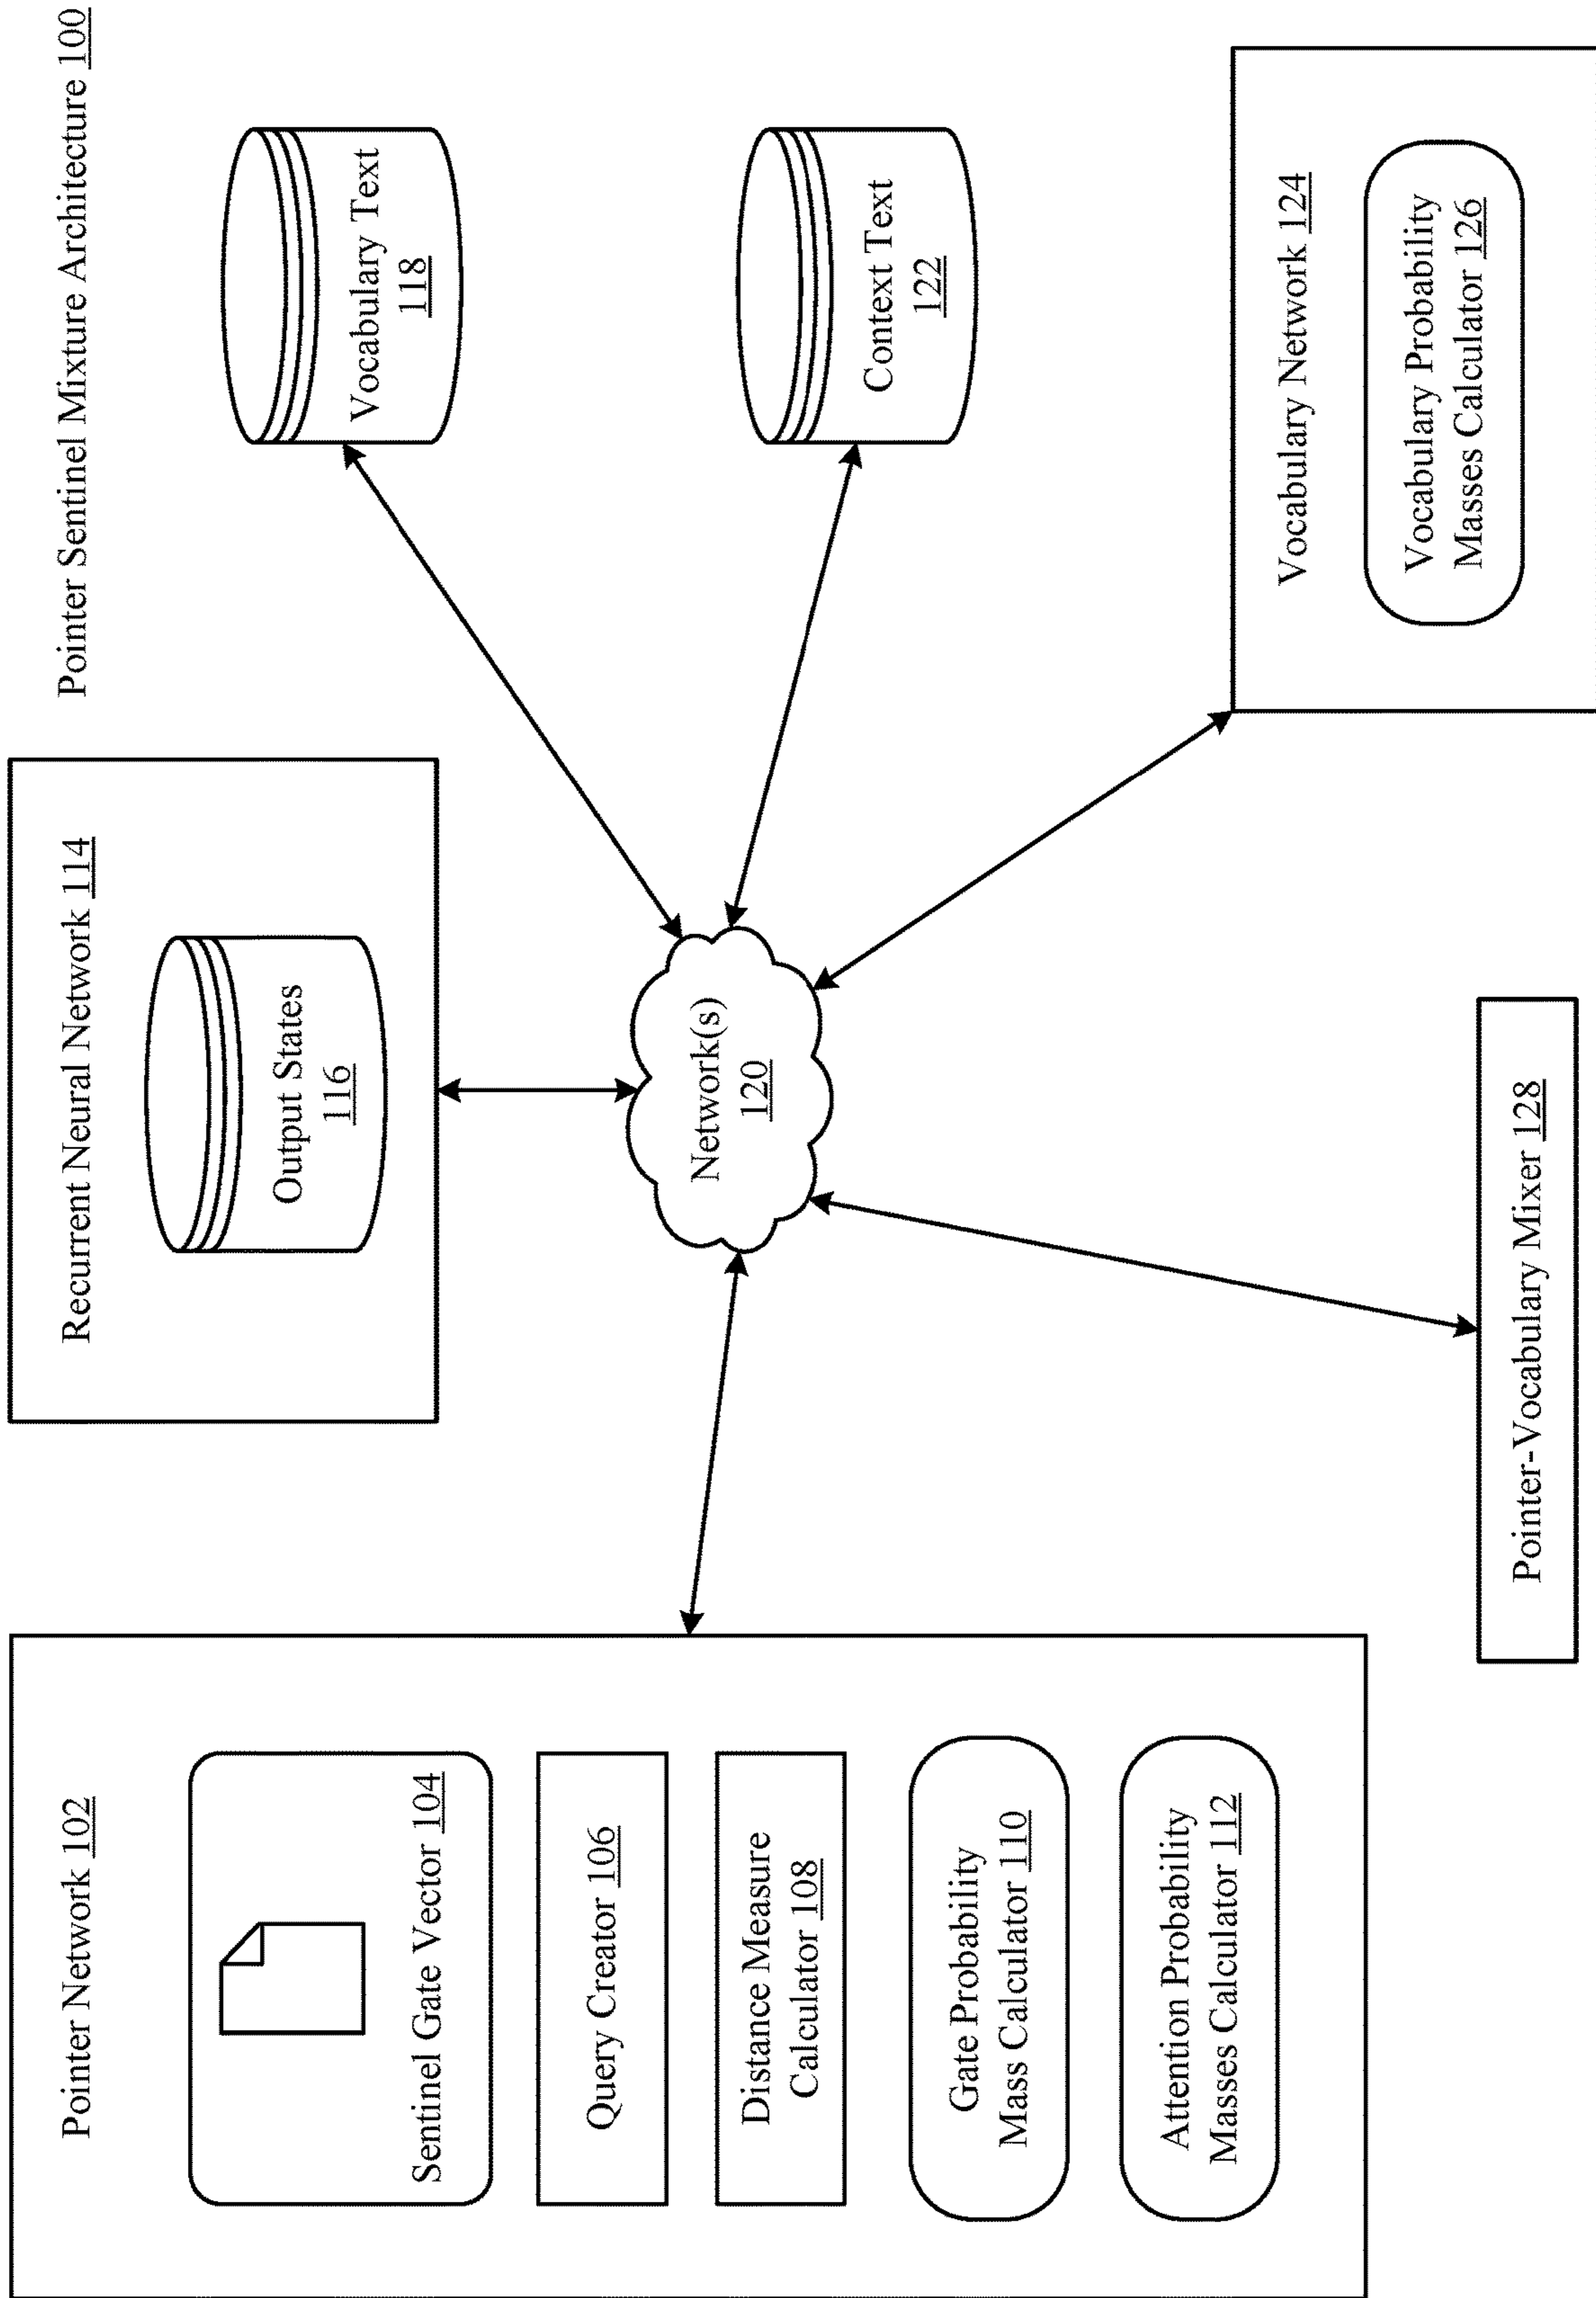 Pointer Sentinel Mixture Architecture 100
Pointer Network 102
Sentinel Gate Vector 104
Query Creator 106
Distance Measure
Calculator 108
Gate Probability
Mass Calculator 110
Attention Probability
Masses Calculator 112
Recurrent Neural Network 114
Output States
116
Vocabulary Text
118
Network(s)
120
Context Text
122
Vocabulary Network 124
Vocabulary Probability
Masses Calculator 126
Pointer-Vocabulary Mixer 128